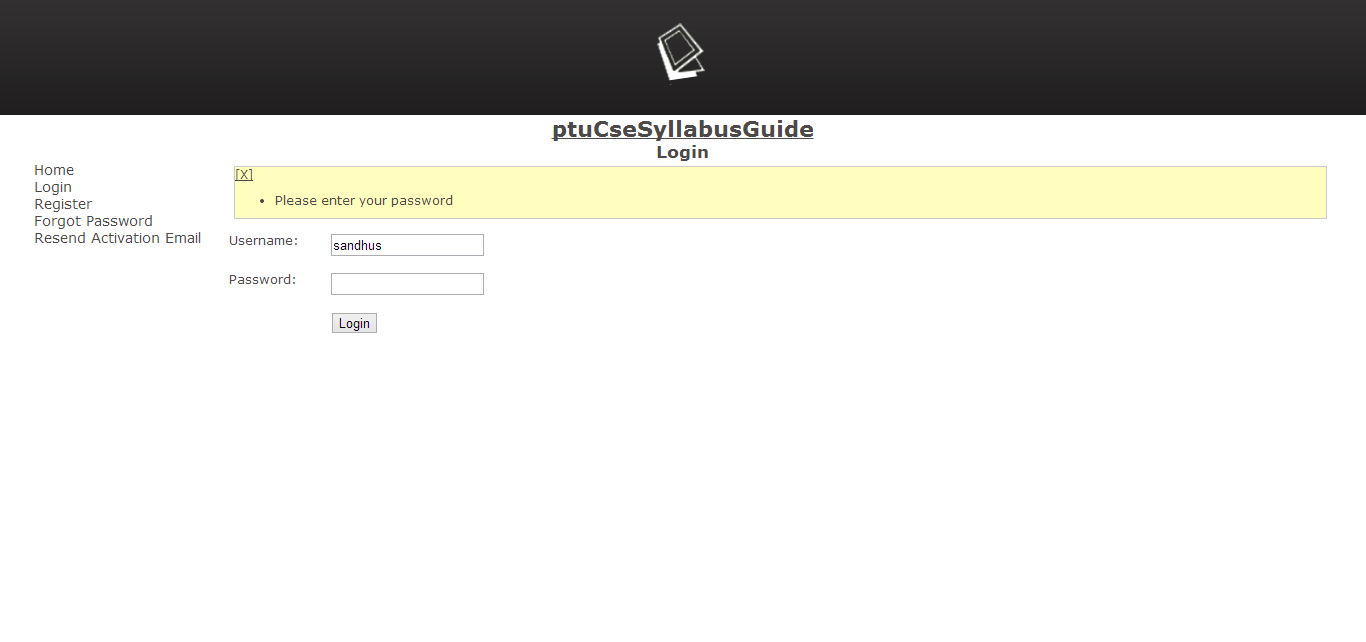 ptuCseSyllabusGuide
Login
Home
Login
Register
Forgot Password
Resend Activation Email
[X]
• Please enter your password
Username: sandhus
Password:
Login